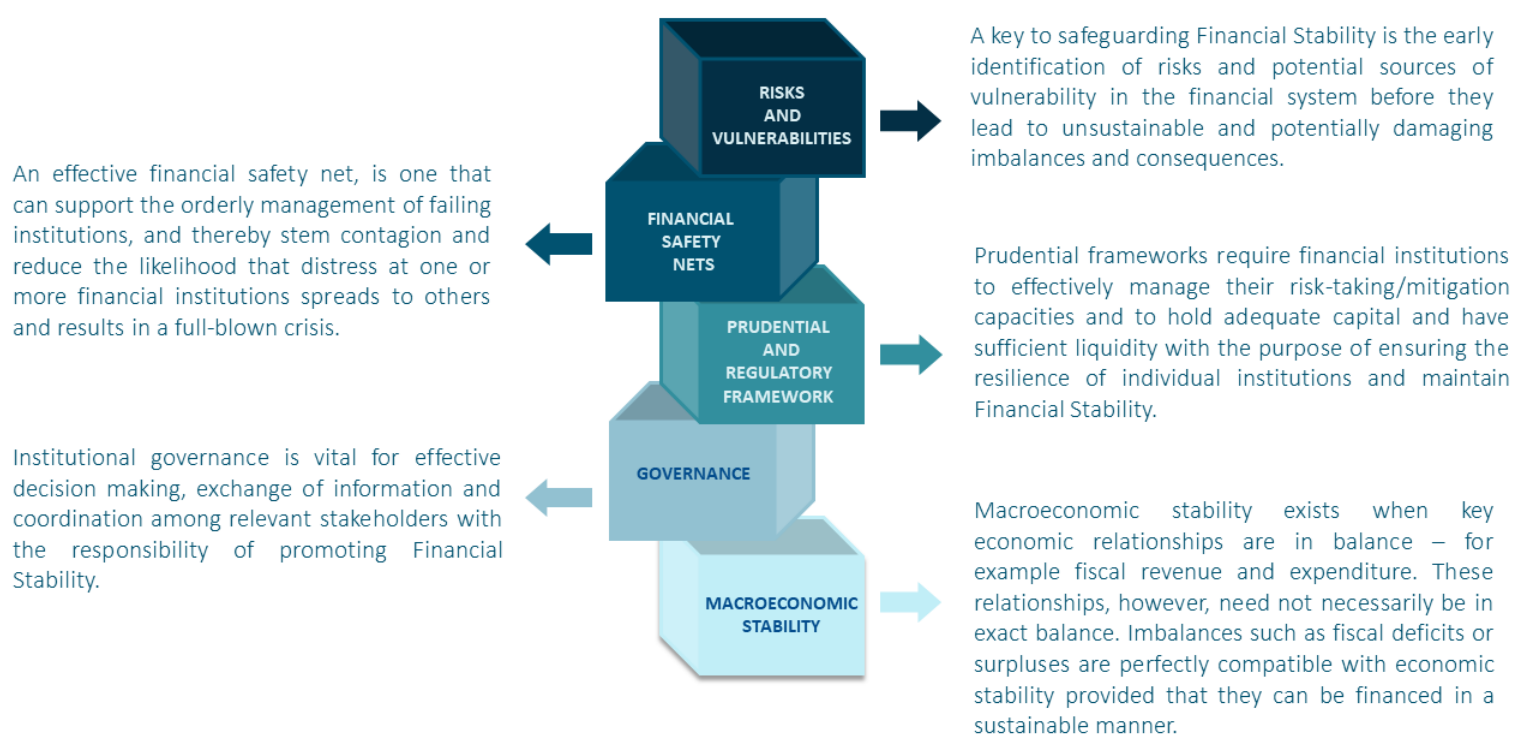 RISKS
AND
VULNERABILITIES
A key to safeguarding Financial Stability is the early
identification of risks and potential sources of
vulnerability in the financial system before they
lead to unsustainable and potentially damaging
imbalances and consequences.
FINANCIAL
SAFETY
NETS
An effective financial safety net, is one that
can support the orderly management of failing
institutions, and thereby stem contagion and
reduce the likelihood that distress at one or
more financial institutions spreads to others
and results in a full-blown crisis.
PRUDENTIAL
AND
REGULATORY
FRAMEWORK
Prudential frameworks require financial institutions
to effectively manage their risk-taking/mitigation
capacities and to hold adequate capital and have
sufficient liquidity with the purpose of ensuring the
resilience of individual institutions and maintain
Financial Stability.
GOVERNANCE
Institutional governance is vital for effective
decision making, exchange of information and
coordination among relevant stakeholders with
the responsibility of promoting Financial
Stability.
MACROECONOMIC
STABILITY
Macroeconomic stability exists when key
economic relationships are in balance – for
example fiscal revenue and expenditure. These
relationships, however, need not necessarily be in
exact balance. Imbalances such as fiscal deficits or
surpluses are perfectly compatible with economic
stability provided that they can be financed in a
sustainable manner.